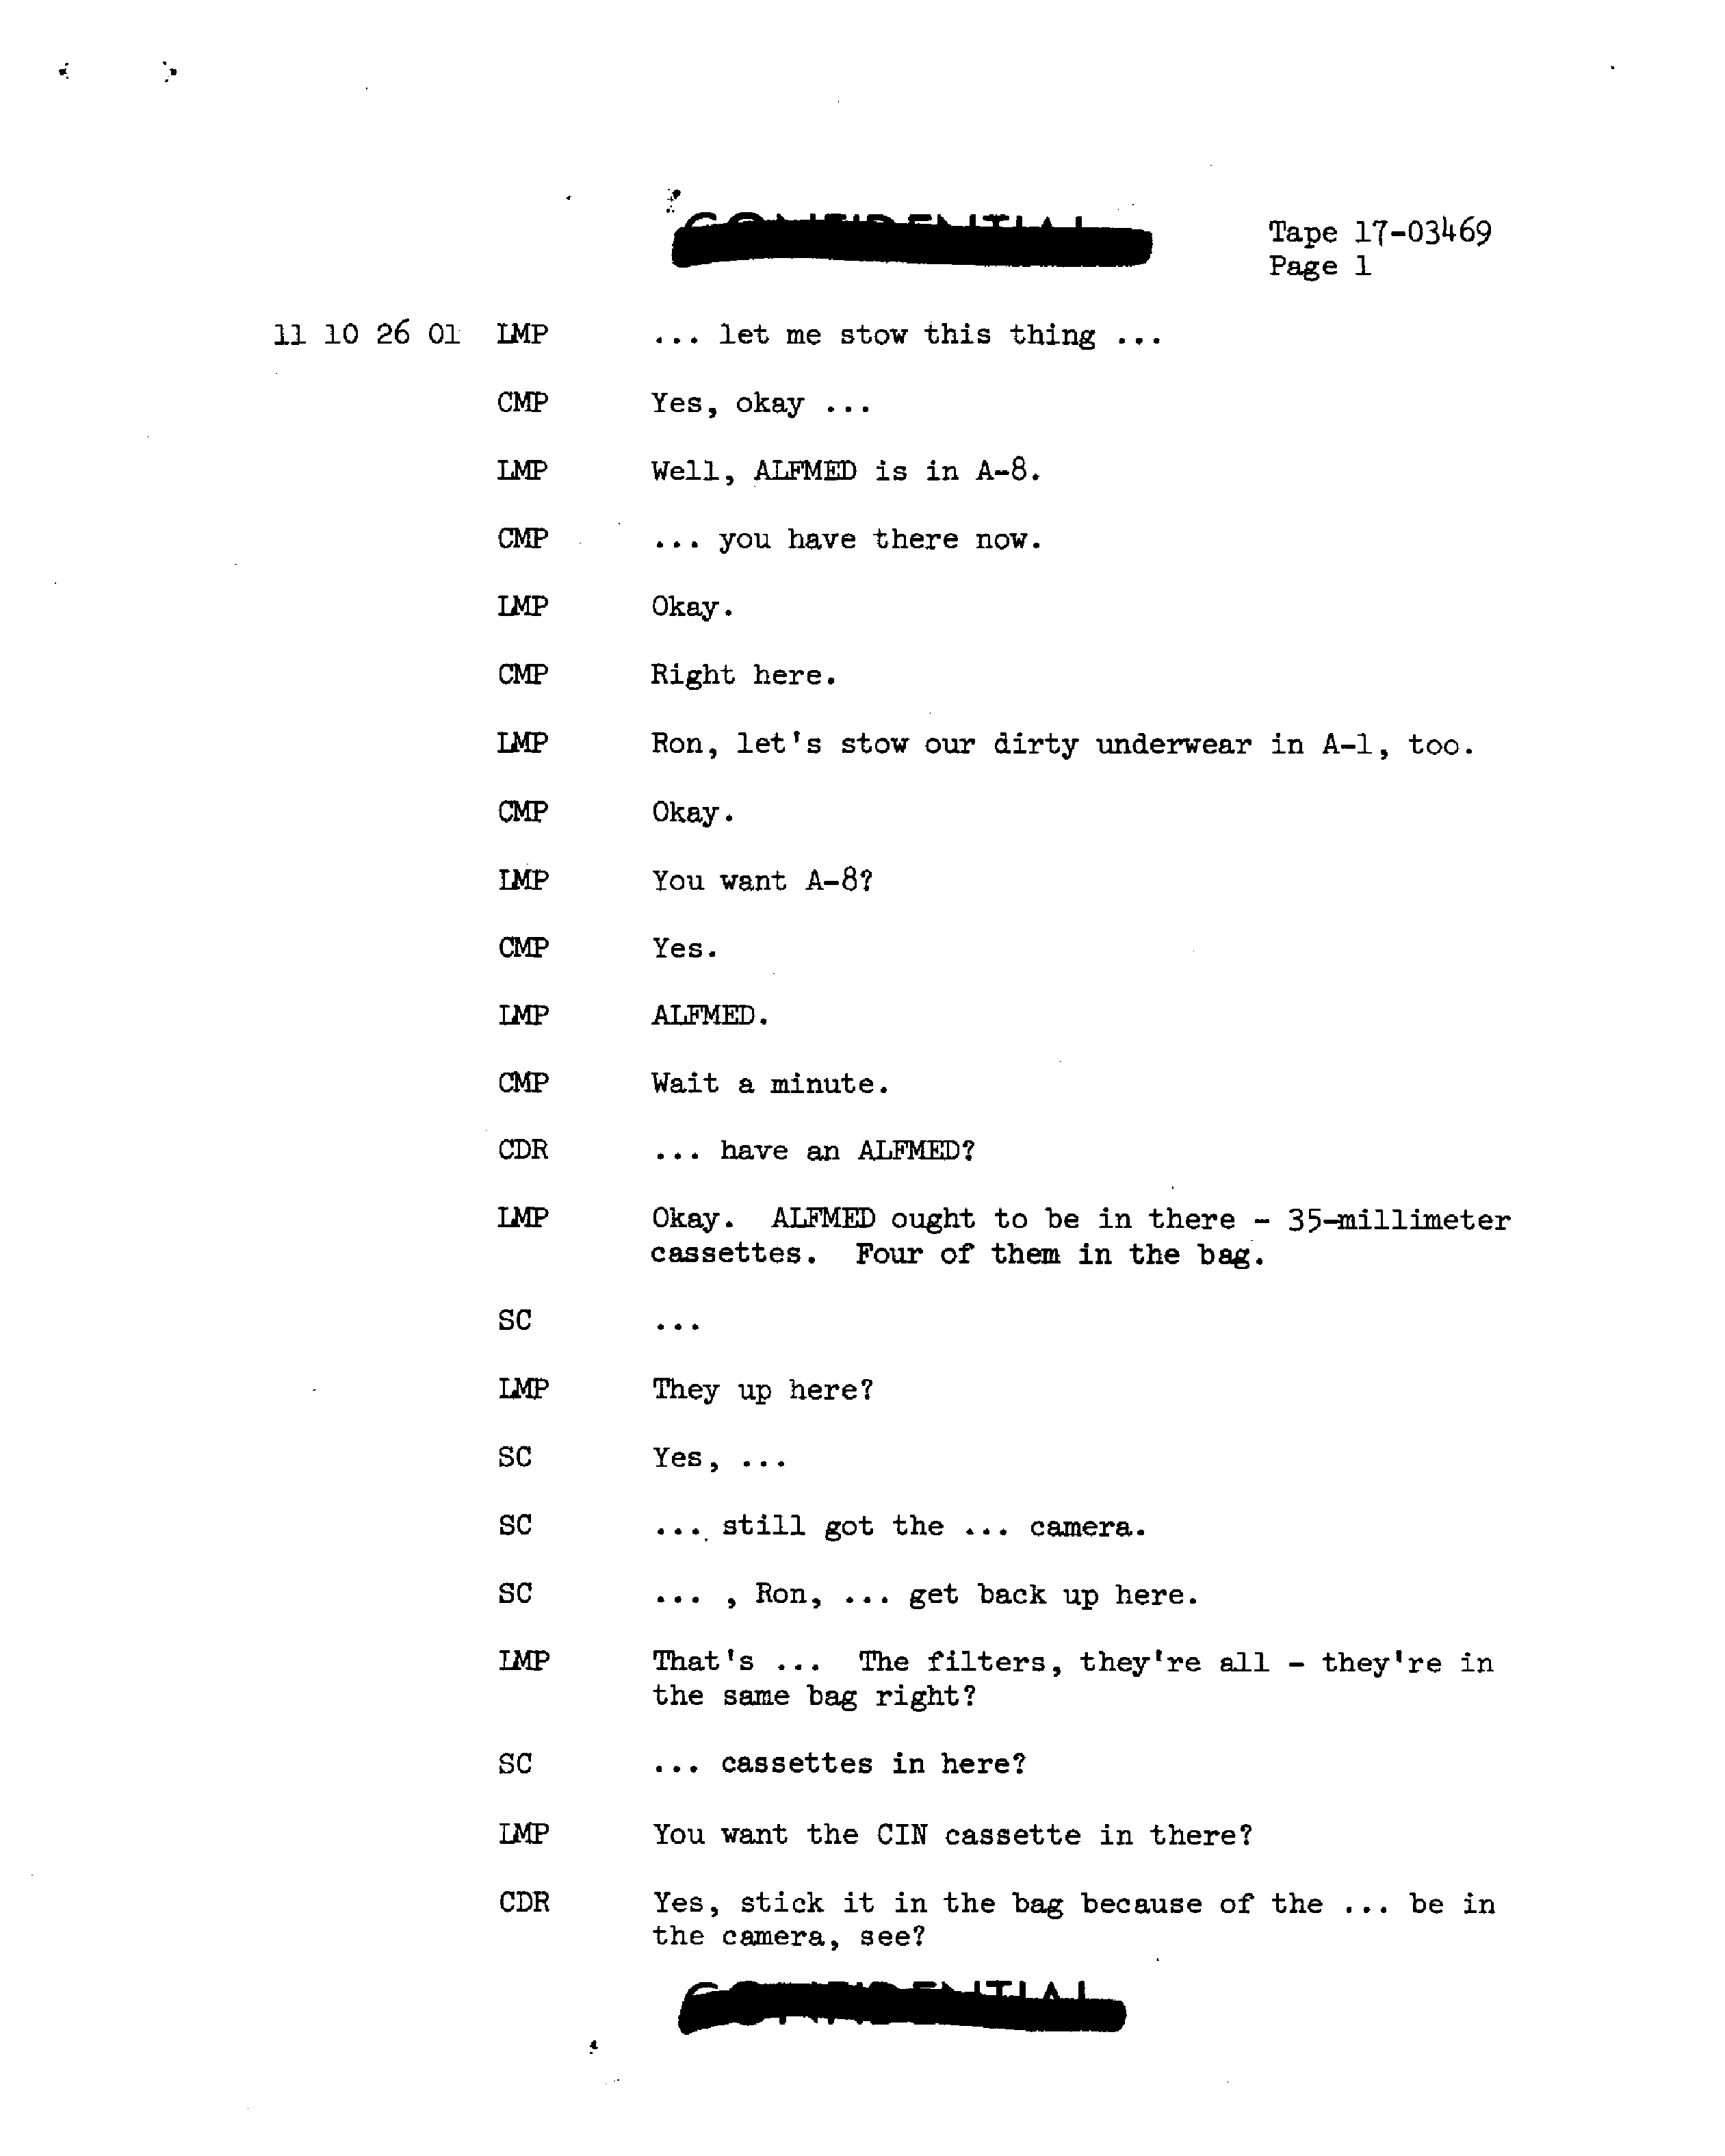 CONFIDENTIAL
Tape 17-03469
Page 1
11 10 26 01 LMP ... let me stow this thing ...
CMP Yes, okay ...
LMP Well, ALFMED is in A-8.
CMP ... you have there now.
LMP Okay.
CMP Right here.
LMP Ron, let's stow our dirty underwear in A-1, too.
CMP Okay.
LMP You want A-8?
CMP Yes.
LMP ALFMED.
CMP Wait a minute.
CDR ... have an ALFMED?
LMP Okay. ALFMED ought to be in there - 35-millimeter
cassettes. Four of them in the bag.
SC ...
LMP They up here?
SC Yes, ...
SC ... still got the ... camera.
SC ... , Ron, ... get back up here.
LMP That's ... The filters, they're all - they're in
the same bag right?
SC ... cassettes in here?
LMP You want the CIN cassette in there?
CDR Yes, stick it in the bag because of the ... be in
the camera, see?
CONFIDENTIAL